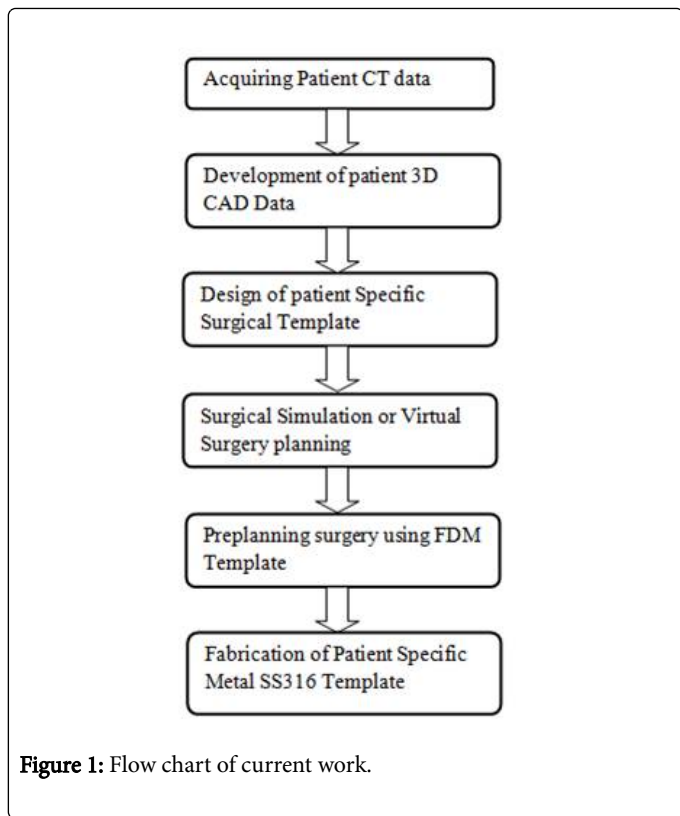 Acquiring Patient CT data
Development of patient 3D
CAD Data
Design of patient Specific
Surgical Template
Surgical Simulation or Virtual
Surgery planning
Preplanning surgery using FDM
Template
Fabrication of Patient Specific
Metal SS316 Template
Figure 1: Flow chart of current work.